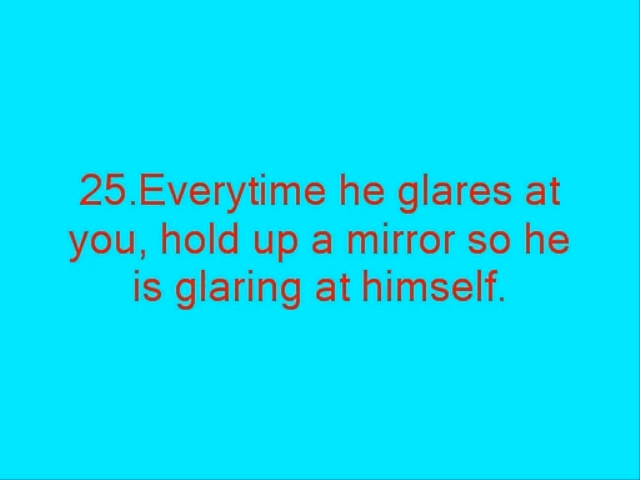 25.Everytime he glares at
you, hold up a mirror so he
is glaring at himself.